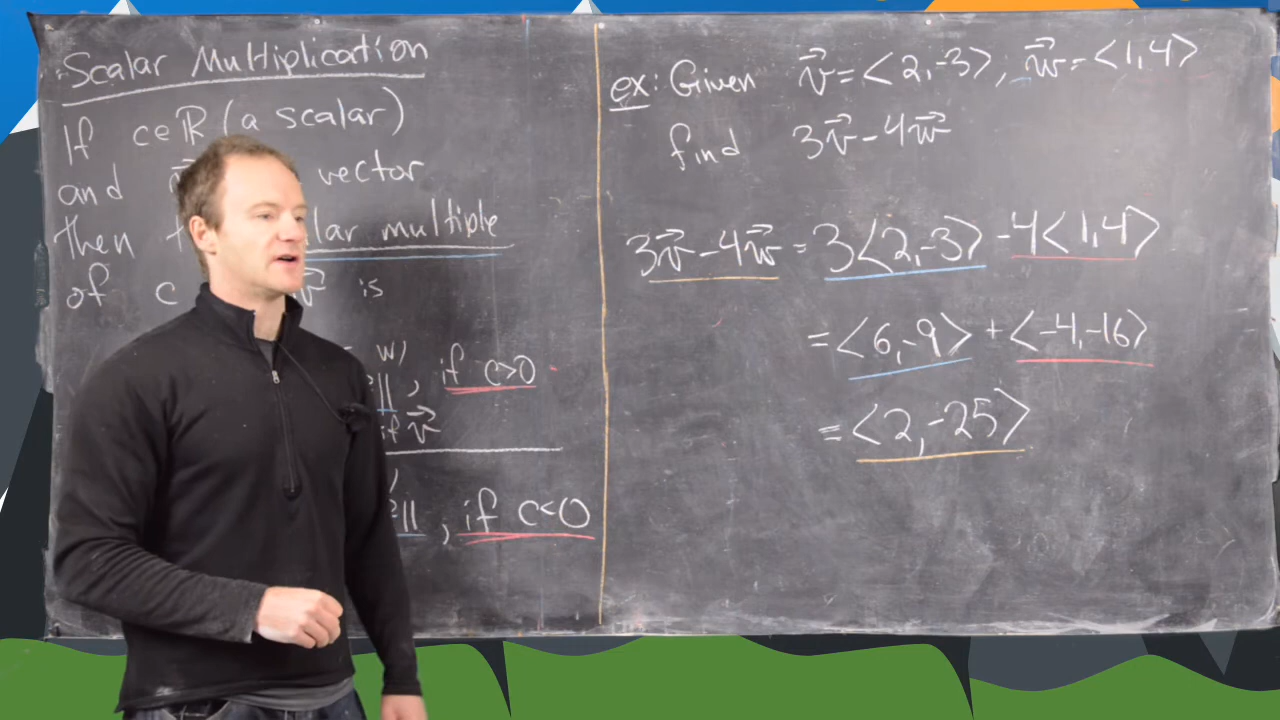 Scalar Multiplication
If c∈ℝ (a scalar)
and vector
then lar multiple
of c v⃗ is
w/
, if c>0
if v⃗
, if c<0
ex: Given v⃗ = <2,-3>, w⃗ = <1,4>
find 3v⃗ - 4w⃗
3v⃗ - 4w⃗ = 3<2,-3> - 4<1,4>
= <6,-9> + <-4,-16>
= <2,-25>